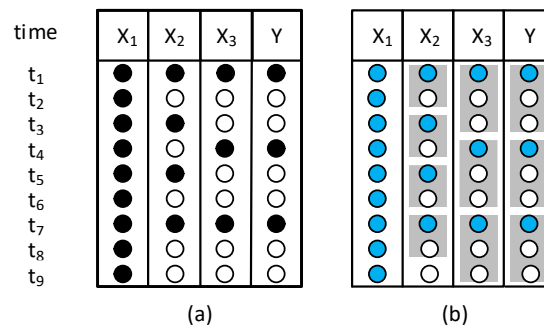 time X₁ X₂ X₃ Y X₁ X₂ X₃ Y
t₁
t₂
t₃
t₄
t₅
t₆
t₇
t₈
t₉
(a) (b)